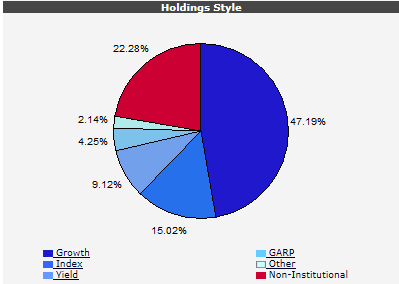 Holdings Style
22.28%
47.19%
2.14%
4.25%
9.12%
15.02%
Growth
GARP
Index
Other
Yield
Non-Institutional